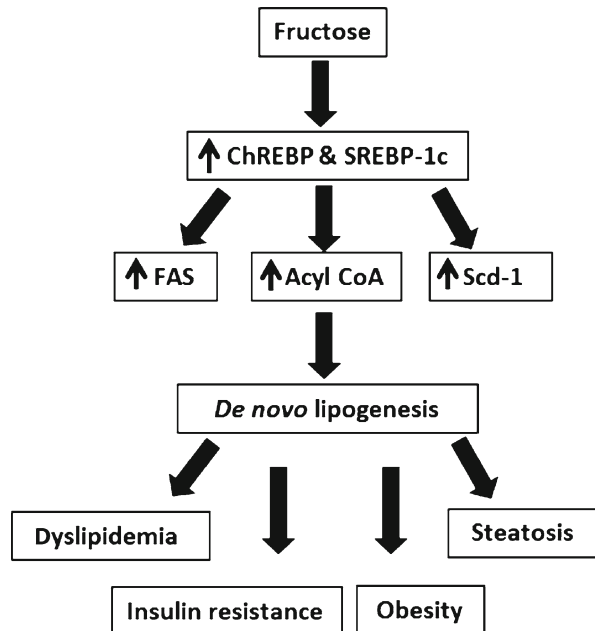 Fructose
↑ ChREBP & SREBP-1c
↑ FAS
↑ Acyl CoA
↑ Scd-1
De novo lipogenesis
Dyslipidemia
Steatosis
Insulin resistance
Obesity